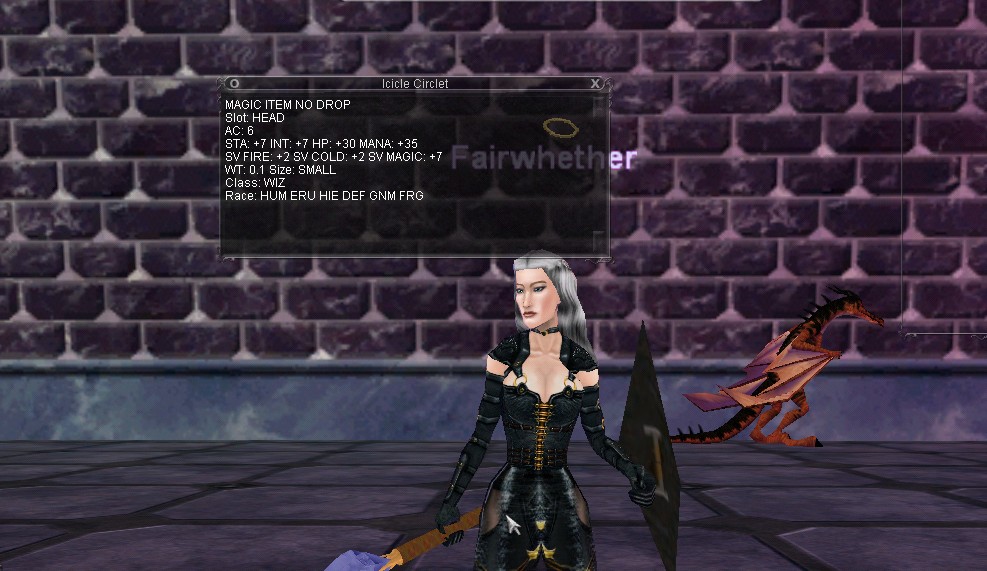 Icicle Circlet
MAGIC ITEM NO DROP
Slot: HEAD
AC: 6
STA: +7 INT: +7 HP: +30 MANA: +35
SV FIRE: +2 SV COLD: +2 SV MAGIC: +7
WT: 0.1 Size: SMALL
Class: WIZ
Race: HUM ERU HIE DEF GNM FRG
Fairwhether